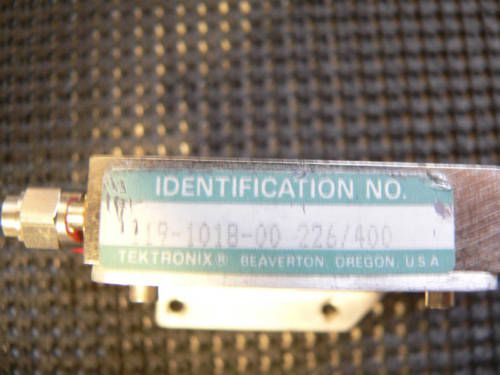 IDENTIFICATION NO.
119-1018-00 226/400
TEKTRONIX® BEAVERTON, OREGON, U.S.A